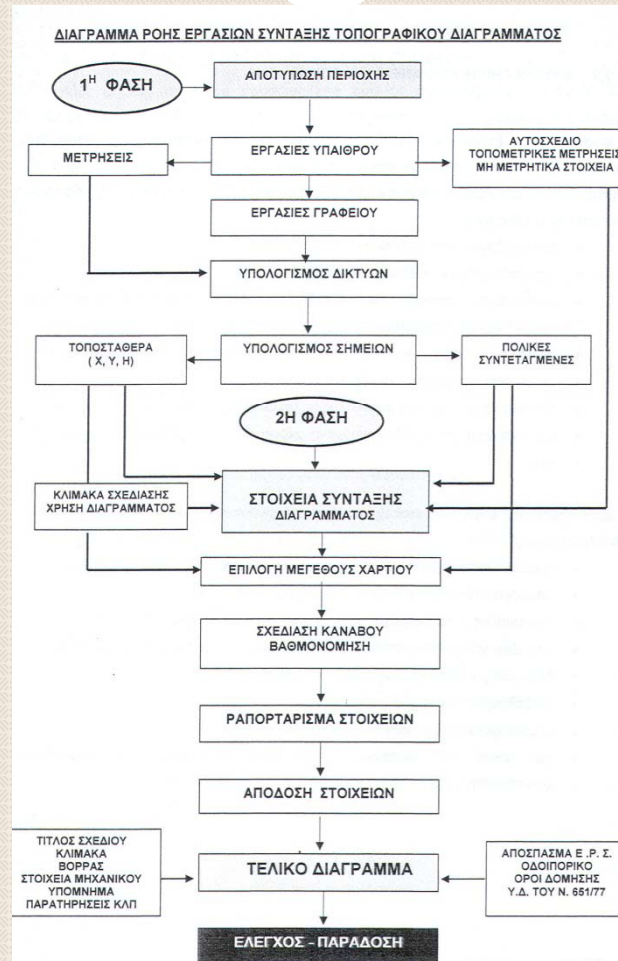 ΔΙΑΓΡΑΜΜΑ ΡΟΗΣ ΕΡΓΑΣΙΩΝ ΣΥΝΤΑΞΗΣ ΤΟΠΟΓΡΑΦΙΚΟΥ ΔΙΑΓΡΑΜΜΑΤΟΣ
1Η ΦΑΣΗ
ΑΠΟΤΥΠΩΣΗ ΠΕΡΙΟΧΗΣ
ΜΕΤΡΗΣΕΙΣ
ΕΡΓΑΣΙΕΣ ΥΠΑΙΘΡΟΥ
ΑΥΤΟΣΧΕΔΙΟ
ΤΟΠΟΜΕΤΡΙΚΕΣ ΜΕΤΡΗΣΕΙΣ
ΜΗ ΜΕΤΡΗΤΙΚΑ ΣΤΟΙΧΕΙΑ
ΕΡΓΑΣΙΕΣ ΓΡΑΦΕΙΟΥ
ΥΠΟΛΟΓΙΣΜΟΣ ΔΙΚΤΥΩΝ
ΤΟΠΟΣΤΑΘΕΡΑ
( Χ, Υ, Η)
ΥΠΟΛΟΓΙΣΜΟΣ ΣΗΜΕΙΩΝ
ΠΟΛΙΚΕΣ
ΣΥΝΤΕΤΑΓΜΕΝΕΣ
2Η ΦΑΣΗ
ΚΛΙΜΑΚΑ ΣΧΕΔΙΑΣΗΣ
ΧΡΗΣΗ ΔΙΑΓΡΑΜΜΑΤΟΣ
ΣΤΟΙΧΕΙΑ ΣΥΝΤΑΞΗΣ
ΔΙΑΓΡΑΜΜΑΤΟΣ
ΕΠΙΛΟΓΗ ΜΕΓΕΘΟΥΣ ΧΑΡΤΙΟΥ
ΣΧΕΔΙΑΣΗ ΚΑΝΑΒΟΥ
ΒΑΘΜΟΝΟΜΗΣΗ
ΡΑΠΟΡΤΑΡΙΣΜΑ ΣΤΟΙΧΕΙΩΝ
ΑΠΟΔΟΣΗ ΣΤΟΙΧΕΙΩΝ
ΤΙΤΛΟΣ ΣΧΕΔΙΟΥ
ΚΛΙΜΑΚΑ
ΒΟΡΡΑΣ
ΣΤΟΙΧΕΙΑ ΜΗΧΑΝΙΚΟΥ
ΥΠΟΜΝΗΜΑ
ΠΑΡΑΤΗΡΗΣΕΙΣ ΚΛΠ
ΤΕΛΙΚΟ ΔΙΑΓΡΑΜΜΑ
ΑΠΟΣΠΑΣΜΑ Ε .Ρ. Σ.
ΟΔΟΙΠΟΡΙΚΟ
ΟΡΟΙ ΔΟΜΗΣΗΣ
Υ.Δ. ΤΟΥ Ν. 651/77
ΕΛΕΓΧΟΣ - ΠΑΡΑΔΟΣΗ